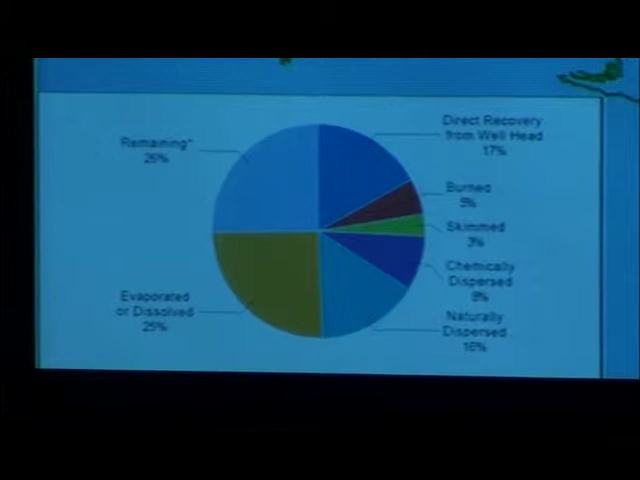 Direct Recovery
from Well Head
17%
Remaining*
26%
Burned
5%
Skimmed
3%
Chemically
Dispersed
8%
Naturally
Dispersed
16%
Evaporated
or Dissolved
25%